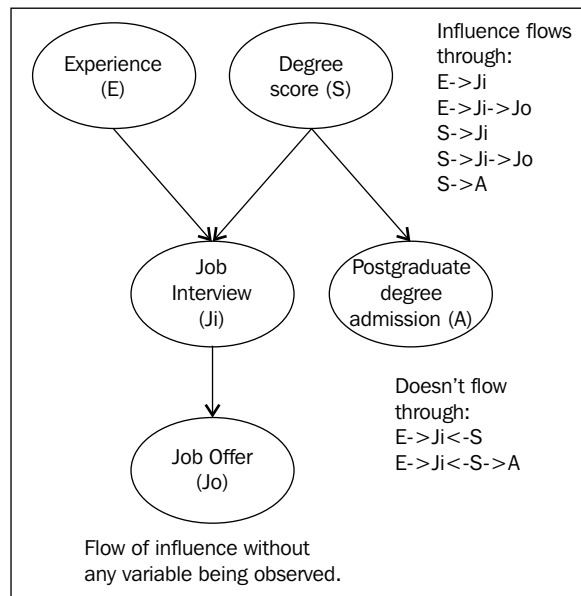 Experience
(E)
Degree
score (S)
Influence flows
through:
E->Ji
E->Ji->Jo
S->Ji
S->Ji->Jo
S->A
Job
Interview
(Ji)
Postgraduate
degree
admission (A)
Doesn't flow
through:
E->Ji<-S
E->Ji<-S->A
Job Offer
(Jo)
Flow of influence without
any variable being observed.